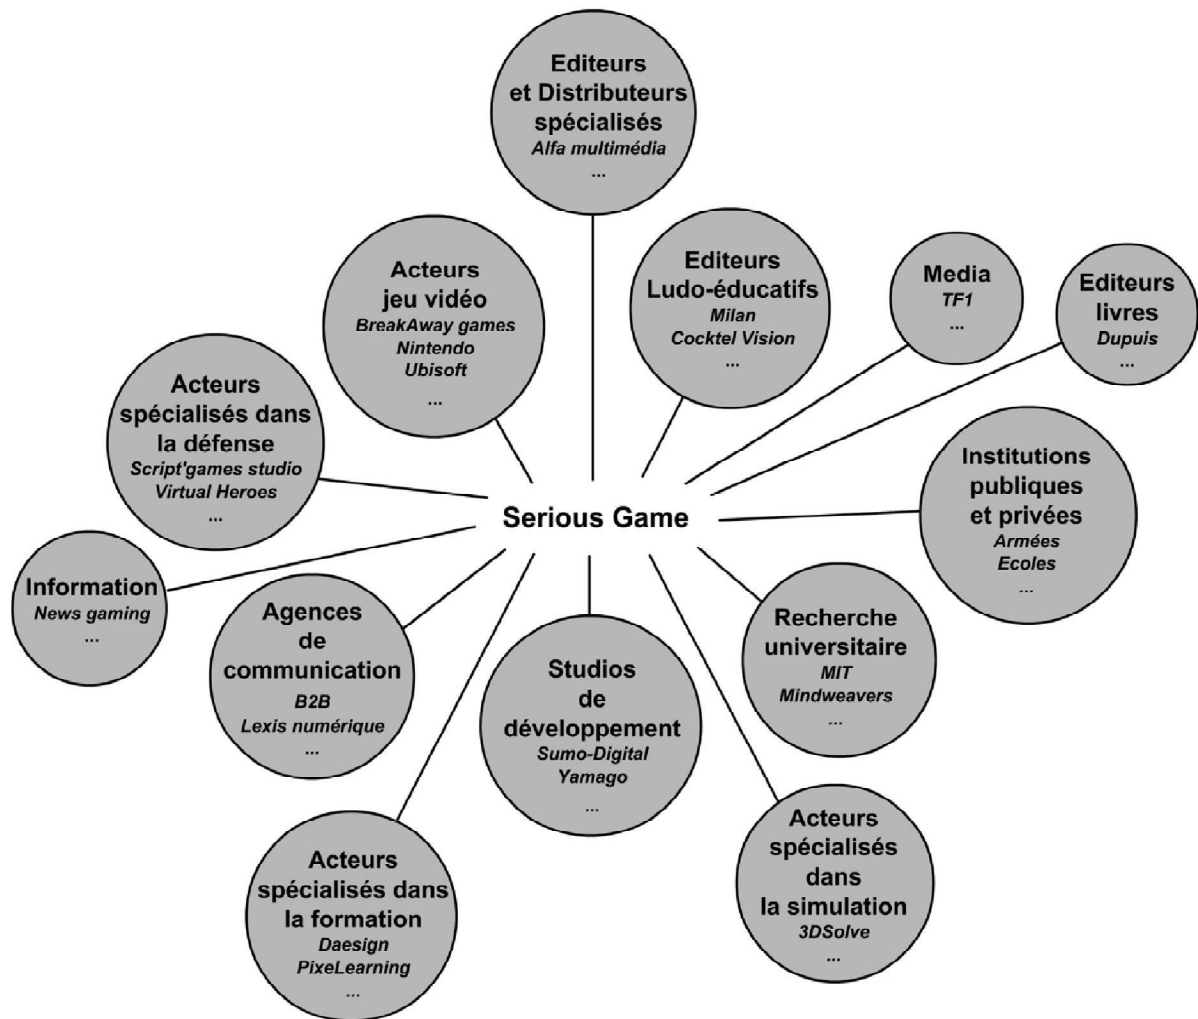 Editeurs
et Distributeurs
spécialisés
Alfa multimédia
...
Acteurs
jeu vidéo
BreakAway games
Nintendo
Ubisoft
...
Editeurs
Ludo-éducatifs
Milan
Cocktel Vision
...
Media
TF1
...
Editeurs
livres
Dupuis
...
Acteurs
spécialisés dans
la défense
Script'games studio
Virtual Heroes
...
Institutions
publiques
et privées
Armées
Ecoles
...
Serious Game
Information
News gaming
...
Agences
de
communication
B2B
Lexis numérique
...
Studios
de
développement
Sumo-Digital
Yamago
...
Recherche
universitaire
MIT
Mindweavers
...
Acteurs
spécialisés dans
la formation
Daesign
PixeLearning
...
Acteurs
spécialisés
dans
la simulation
3DSolve
...